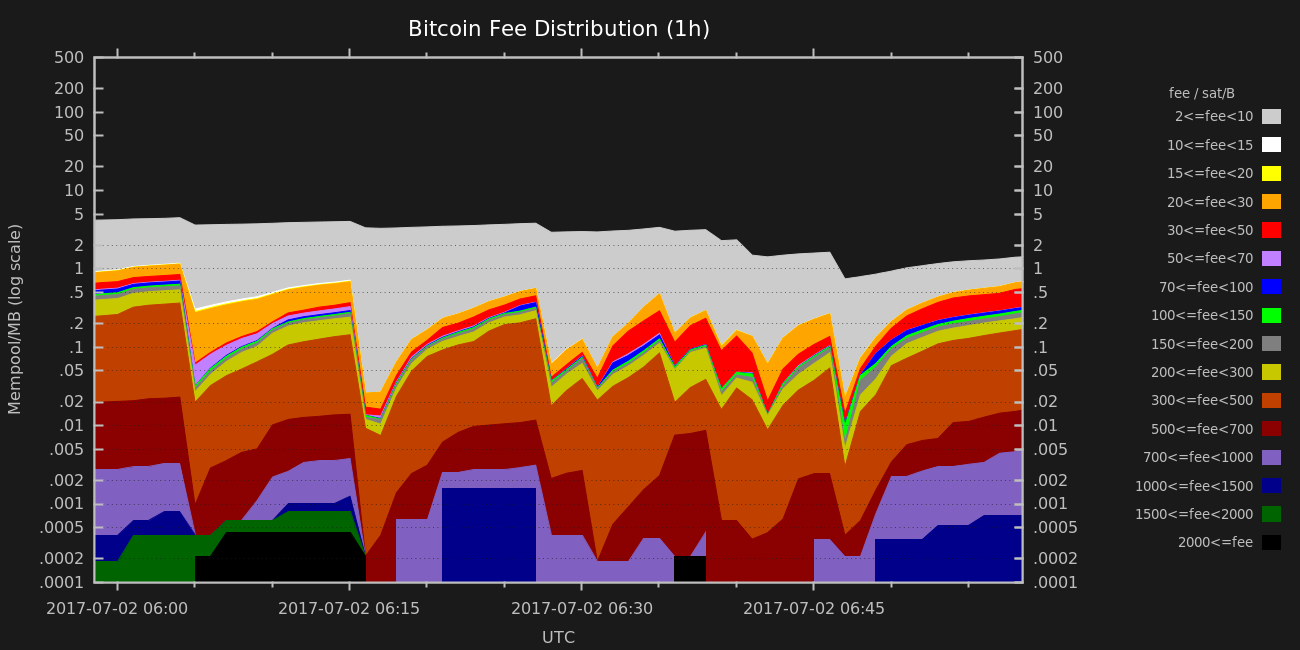 Bitcoin Fee Distribution (1h)
Mempool/MB (log scale)
500
200
100
50
20
10
5
2
1
.5
.2
.1
.05
.02
.01
.005
.002
.001
.0005
.0002
.0001
500
200
100
50
20
10
5
2
1
.5
.2
.1
.05
.02
.01
.005
.002
.001
.0005
.0002
.0001
2017-07-02 06:00
2017-07-02 06:15
2017-07-02 06:30
2017-07-02 06:45
UTC
fee / sat/B
2<=fee<10
10<=fee<15
15<=fee<20
20<=fee<30
30<=fee<50
50<=fee<70
70<=fee<100
100<=fee<150
150<=fee<200
200<=fee<300
300<=fee<500
500<=fee<700
700<=fee<1000
1000<=fee<1500
1500<=fee<2000
2000<=fee